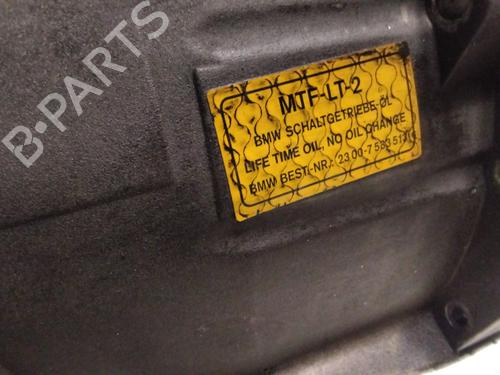 B-PARTS
MTF-LT-2
BMW SCHALTGETRIEBE-ÖL
LIFE TIME OIL, NO OIL CHANGE
BMW BEST-NR.: 23 00-7 533 513